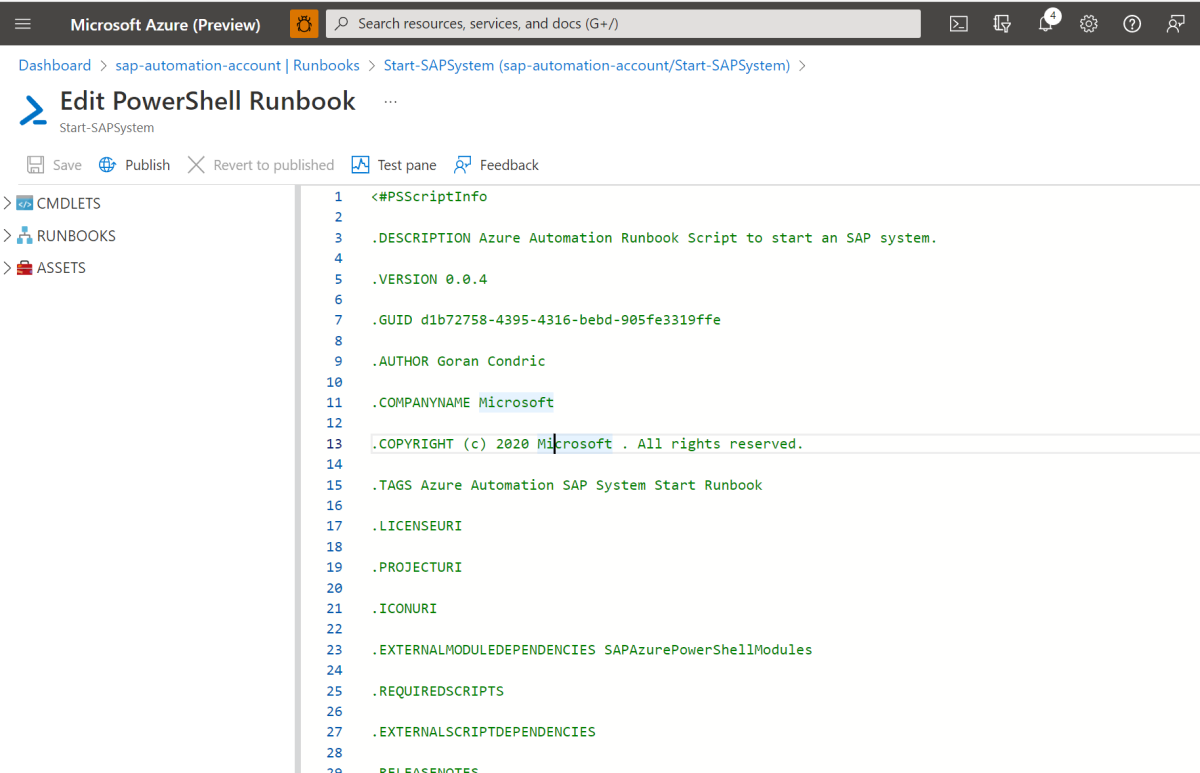 Microsoft Azure (Preview)
Search resources, services, and docs (G+/)
4
Dashboard > sap-automation-account | Runbooks > Start-SAPSystem (sap-automation-account/Start-SAPSystem) >
Edit PowerShell Runbook ...
Start-SAPSystem
Save Publish Revert to published Test pane Feedback
CMDLETS
RUNBOOKS
ASSETS
1 <#PSScriptInfo
2
3 .DESCRIPTION Azure Automation Runbook Script to start an SAP system.
4
5 .VERSION 0.0.4
6
7 .GUID d1b72758-4395-4316-bebd-905fe3319ffe
8
9 .AUTHOR Goran Condric
10
11 .COMPANYNAME Microsoft
12
13 .COPYRIGHT (c) 2020 Microsoft . All rights reserved.
14
15 .TAGS Azure Automation SAP System Start Runbook
16
17 .LICENSEURI
18
19 .PROJECTURI
20
21 .ICONURI
22
23 .EXTERNALMODULEDEPENDENCIES SAPAzurePowerShellModules
24
25 .REQUIREDSCRIPTS
26
27 .EXTERNALSCRIPTDEPENDENCIES
28
29 .RELEASENOTES